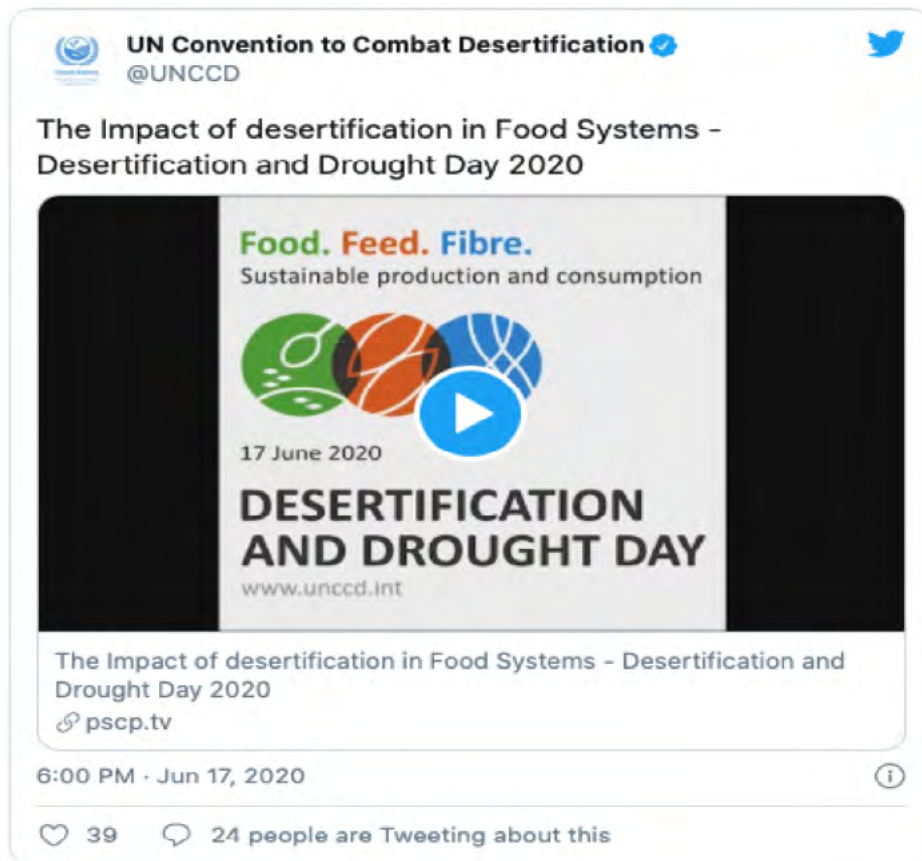 UN Convention to Combat Desertification
@UNCCD
The Impact of desertification in Food Systems –
Desertification and Drought Day 2020
Food. Feed. Fibre.
Sustainable production and consumption
17 June 2020
DESERTIFICATION
AND DROUGHT DAY
www.unccd.int
The Impact of desertification in Food Systems – Desertification and
Drought Day 2020
pscp.tv
6:00 PM · Jun 17, 2020
39 24 people are Tweeting about this